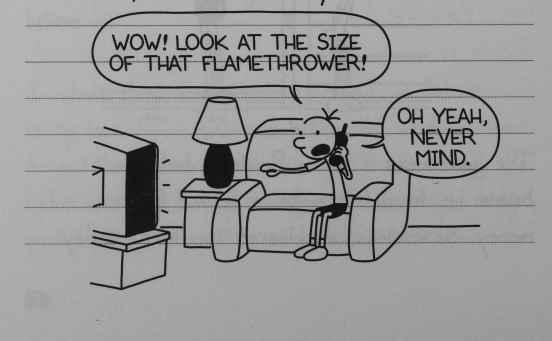 WOW! LOOK AT THE SIZE
OF THAT FLAMETHROWER!
OH YEAH,
NEVER
MIND.